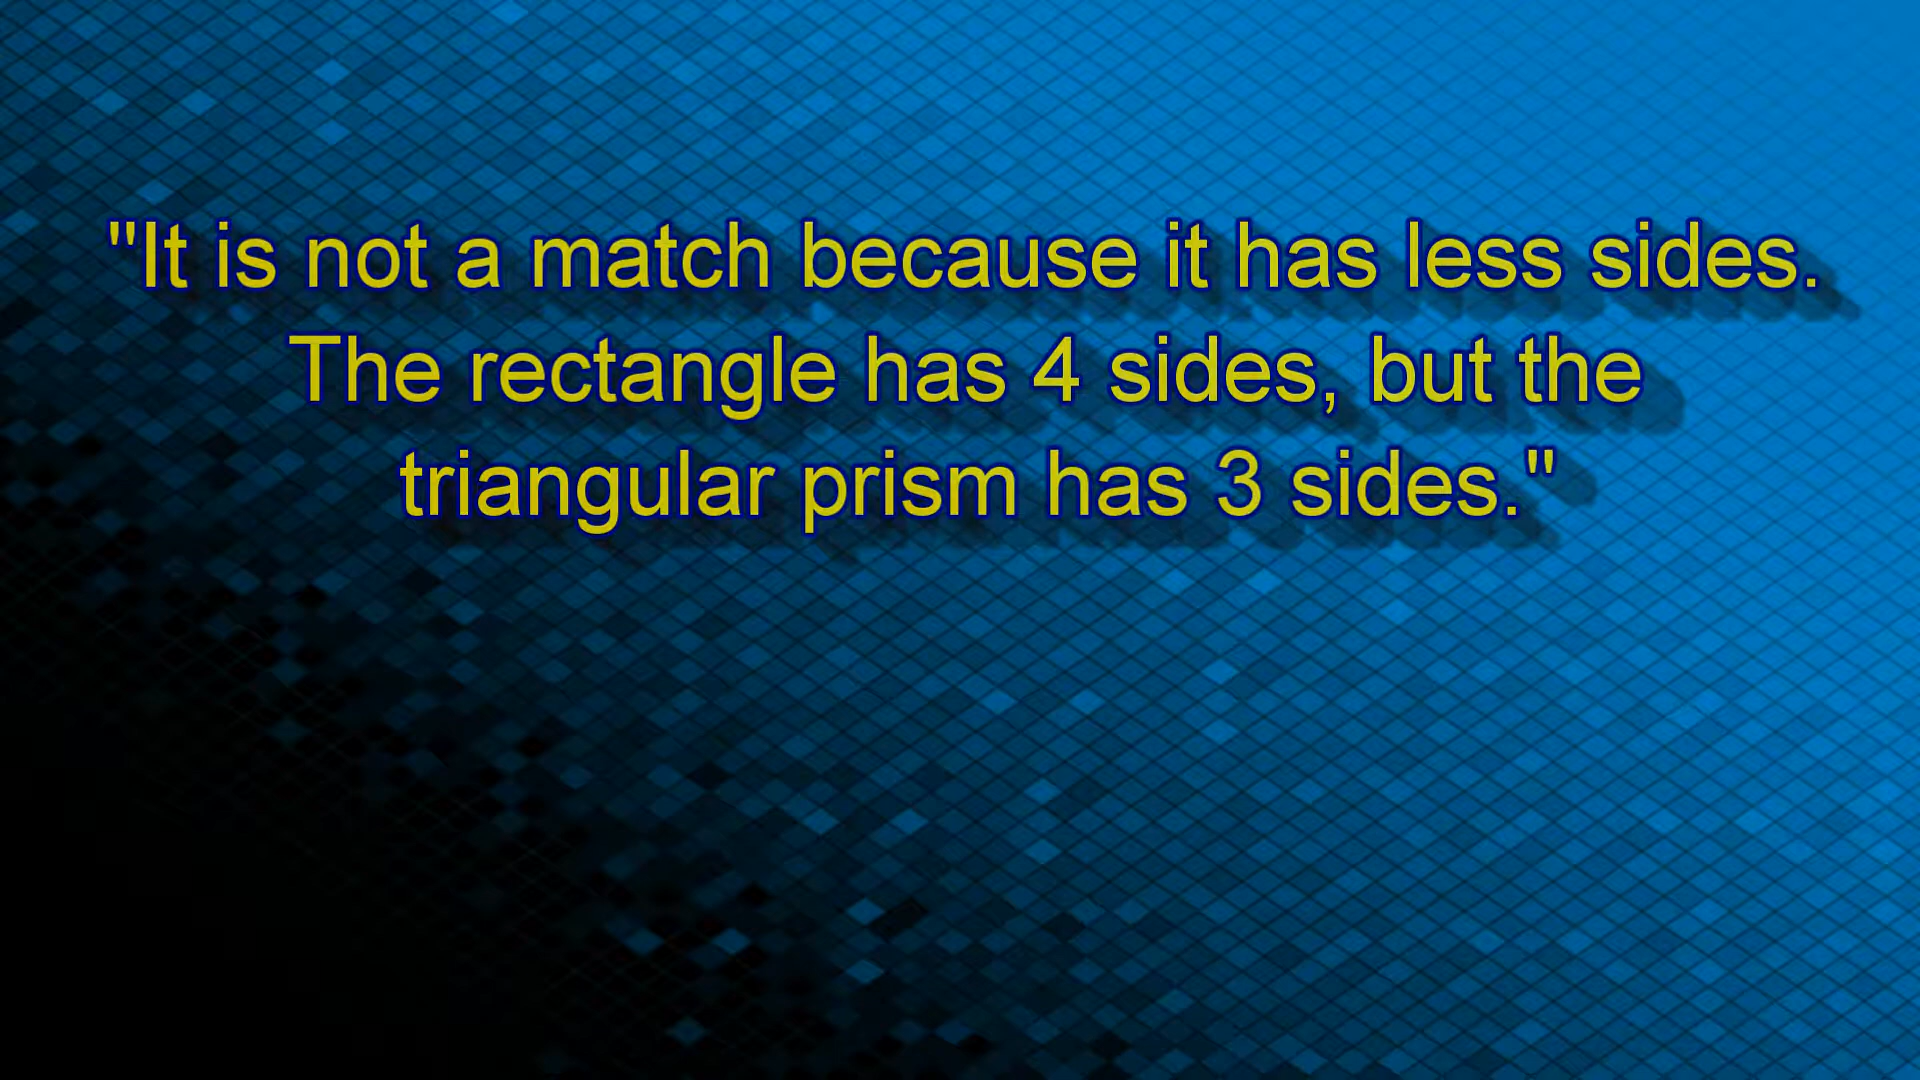 "It is not a match because it has less sides.
The rectangle has 4 sides, but the
triangular prism has 3 sides."